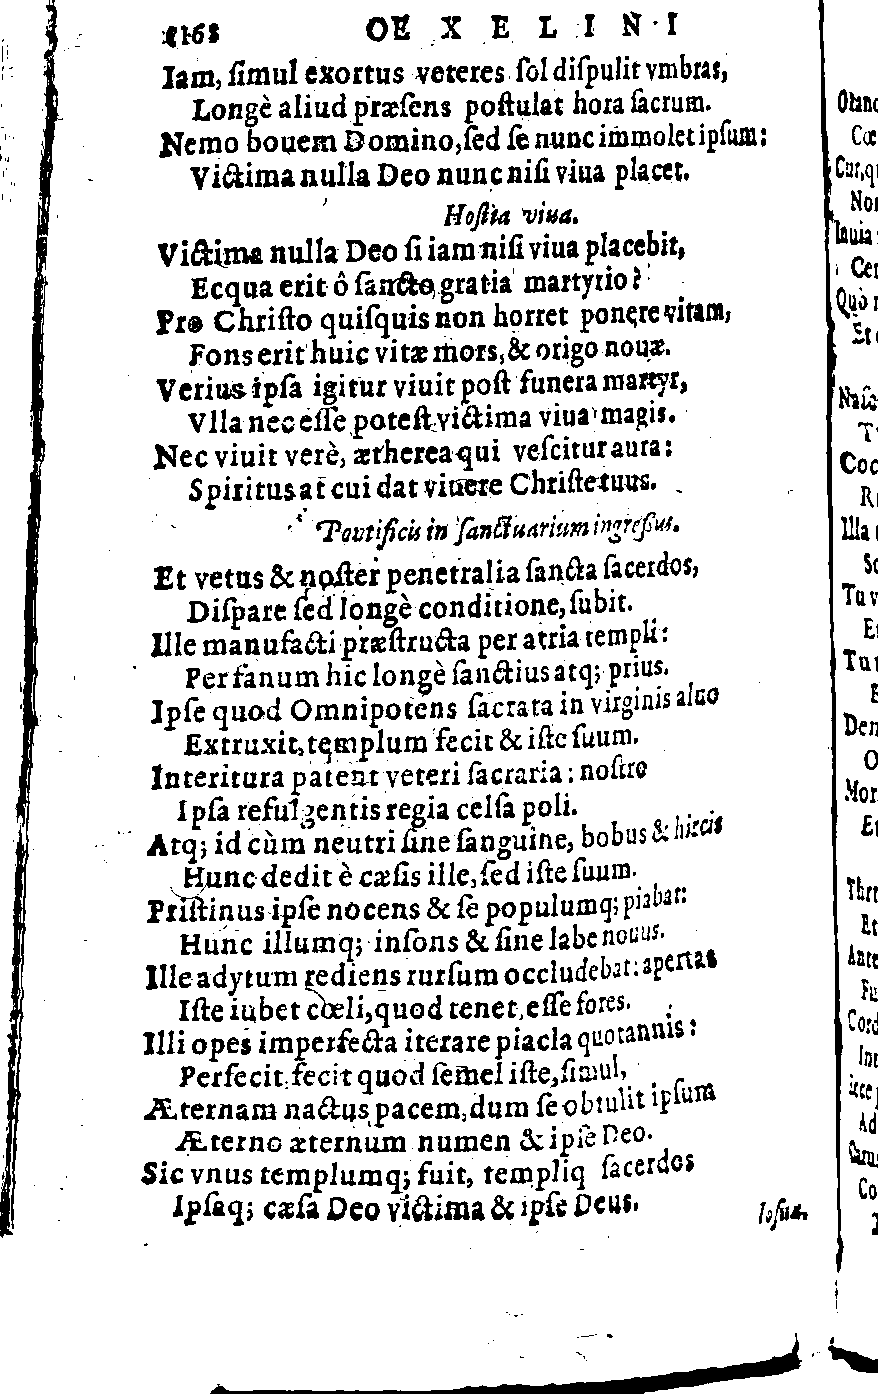 1168 OE X E L I N I
Iam, ſimul exortus veteres ſol diſpulit vmbras,
Longè aliud præſens poſtulat hora ſacrum.
Nemo bouem Domino, ſed ſe nunc immolet ipſum:
Victima nulla Deo nunc niſi viua placet.
Hoſtia viua.
Victima nulla Deo ſi iam niſi viua placebit,
Ecqua erit ô ſancto gratia martyrio?
Pro Chriſto quiſquis non horret ponere vitam,
Fons erit huic vitæ mors, & origo nouæ.
Verius ipſa igitur viuit poſt funera martyr,
Vlla nec eſſe poteſt victima viua magis.
Nec viuit verè, ætherea qui veſcitur aura:
Spiritus at cui dat viuere Chriſte tuus.
Pontificis in ſanctuarium ingreſſus.
Et vetus & noſter penetralia ſancta ſacerdos,
Diſpare ſed longè conditione, ſubit.
Ille manufacti præſtructa per atria templi:
Per fanum hic longè ſanctius atq; prius.
Ipſe quod Omnipotens ſacrata in virginis aluo
Extruxit, templum fecit & iſte ſuum.
Interitura patent veteri ſacraria: noſtro
Ipſa refulgentis regia celſa poli.
Atq; id cùm neutri ſine ſanguine, bobus & hircis
Hunc dedit è cæſis ille, ſed iſte ſuum.
Priſtinus ipſe nocens & ſe populumq; piabat:
Hunc illumq; inſons & ſine labe nouus.
Ille adytum rediens rurſum occludebat: apertas
Iſte iubet cœli, quod tenet, eſſe fores.
Illi opes imperfecta iterare piacla quotannis:
Perfecit, fecit quod ſemel iſte, ſimul,
Æternam nactus pacem, dum ſe obtulit ipſum
Æterno æternum numen & ipſe Deo.
Sic vnus templumq; fuit, templiq ſacerdos
Ipſaq; cæſa Deo victima & ipſe Deus.
Ioſua.